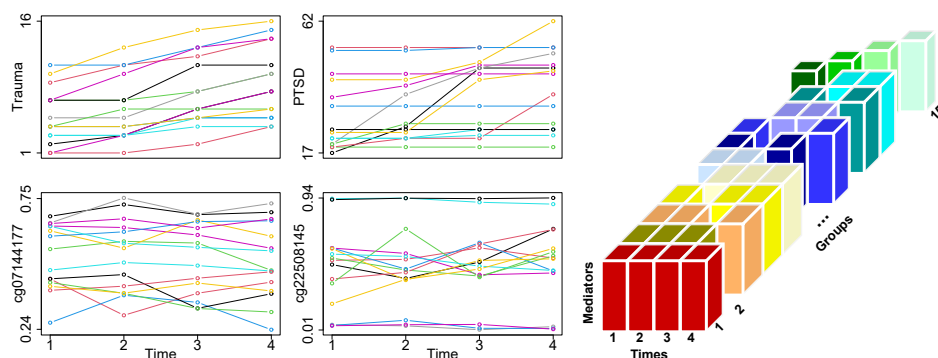 Trauma
16
1
PTSD
62
17
cg07144177
0.75
0.24
1 2 3 4
Time
cg22508145
0.94
0.01
1 2 3 4
Time
Mediators
1 2 3 4
Times
1
2
...
Groups